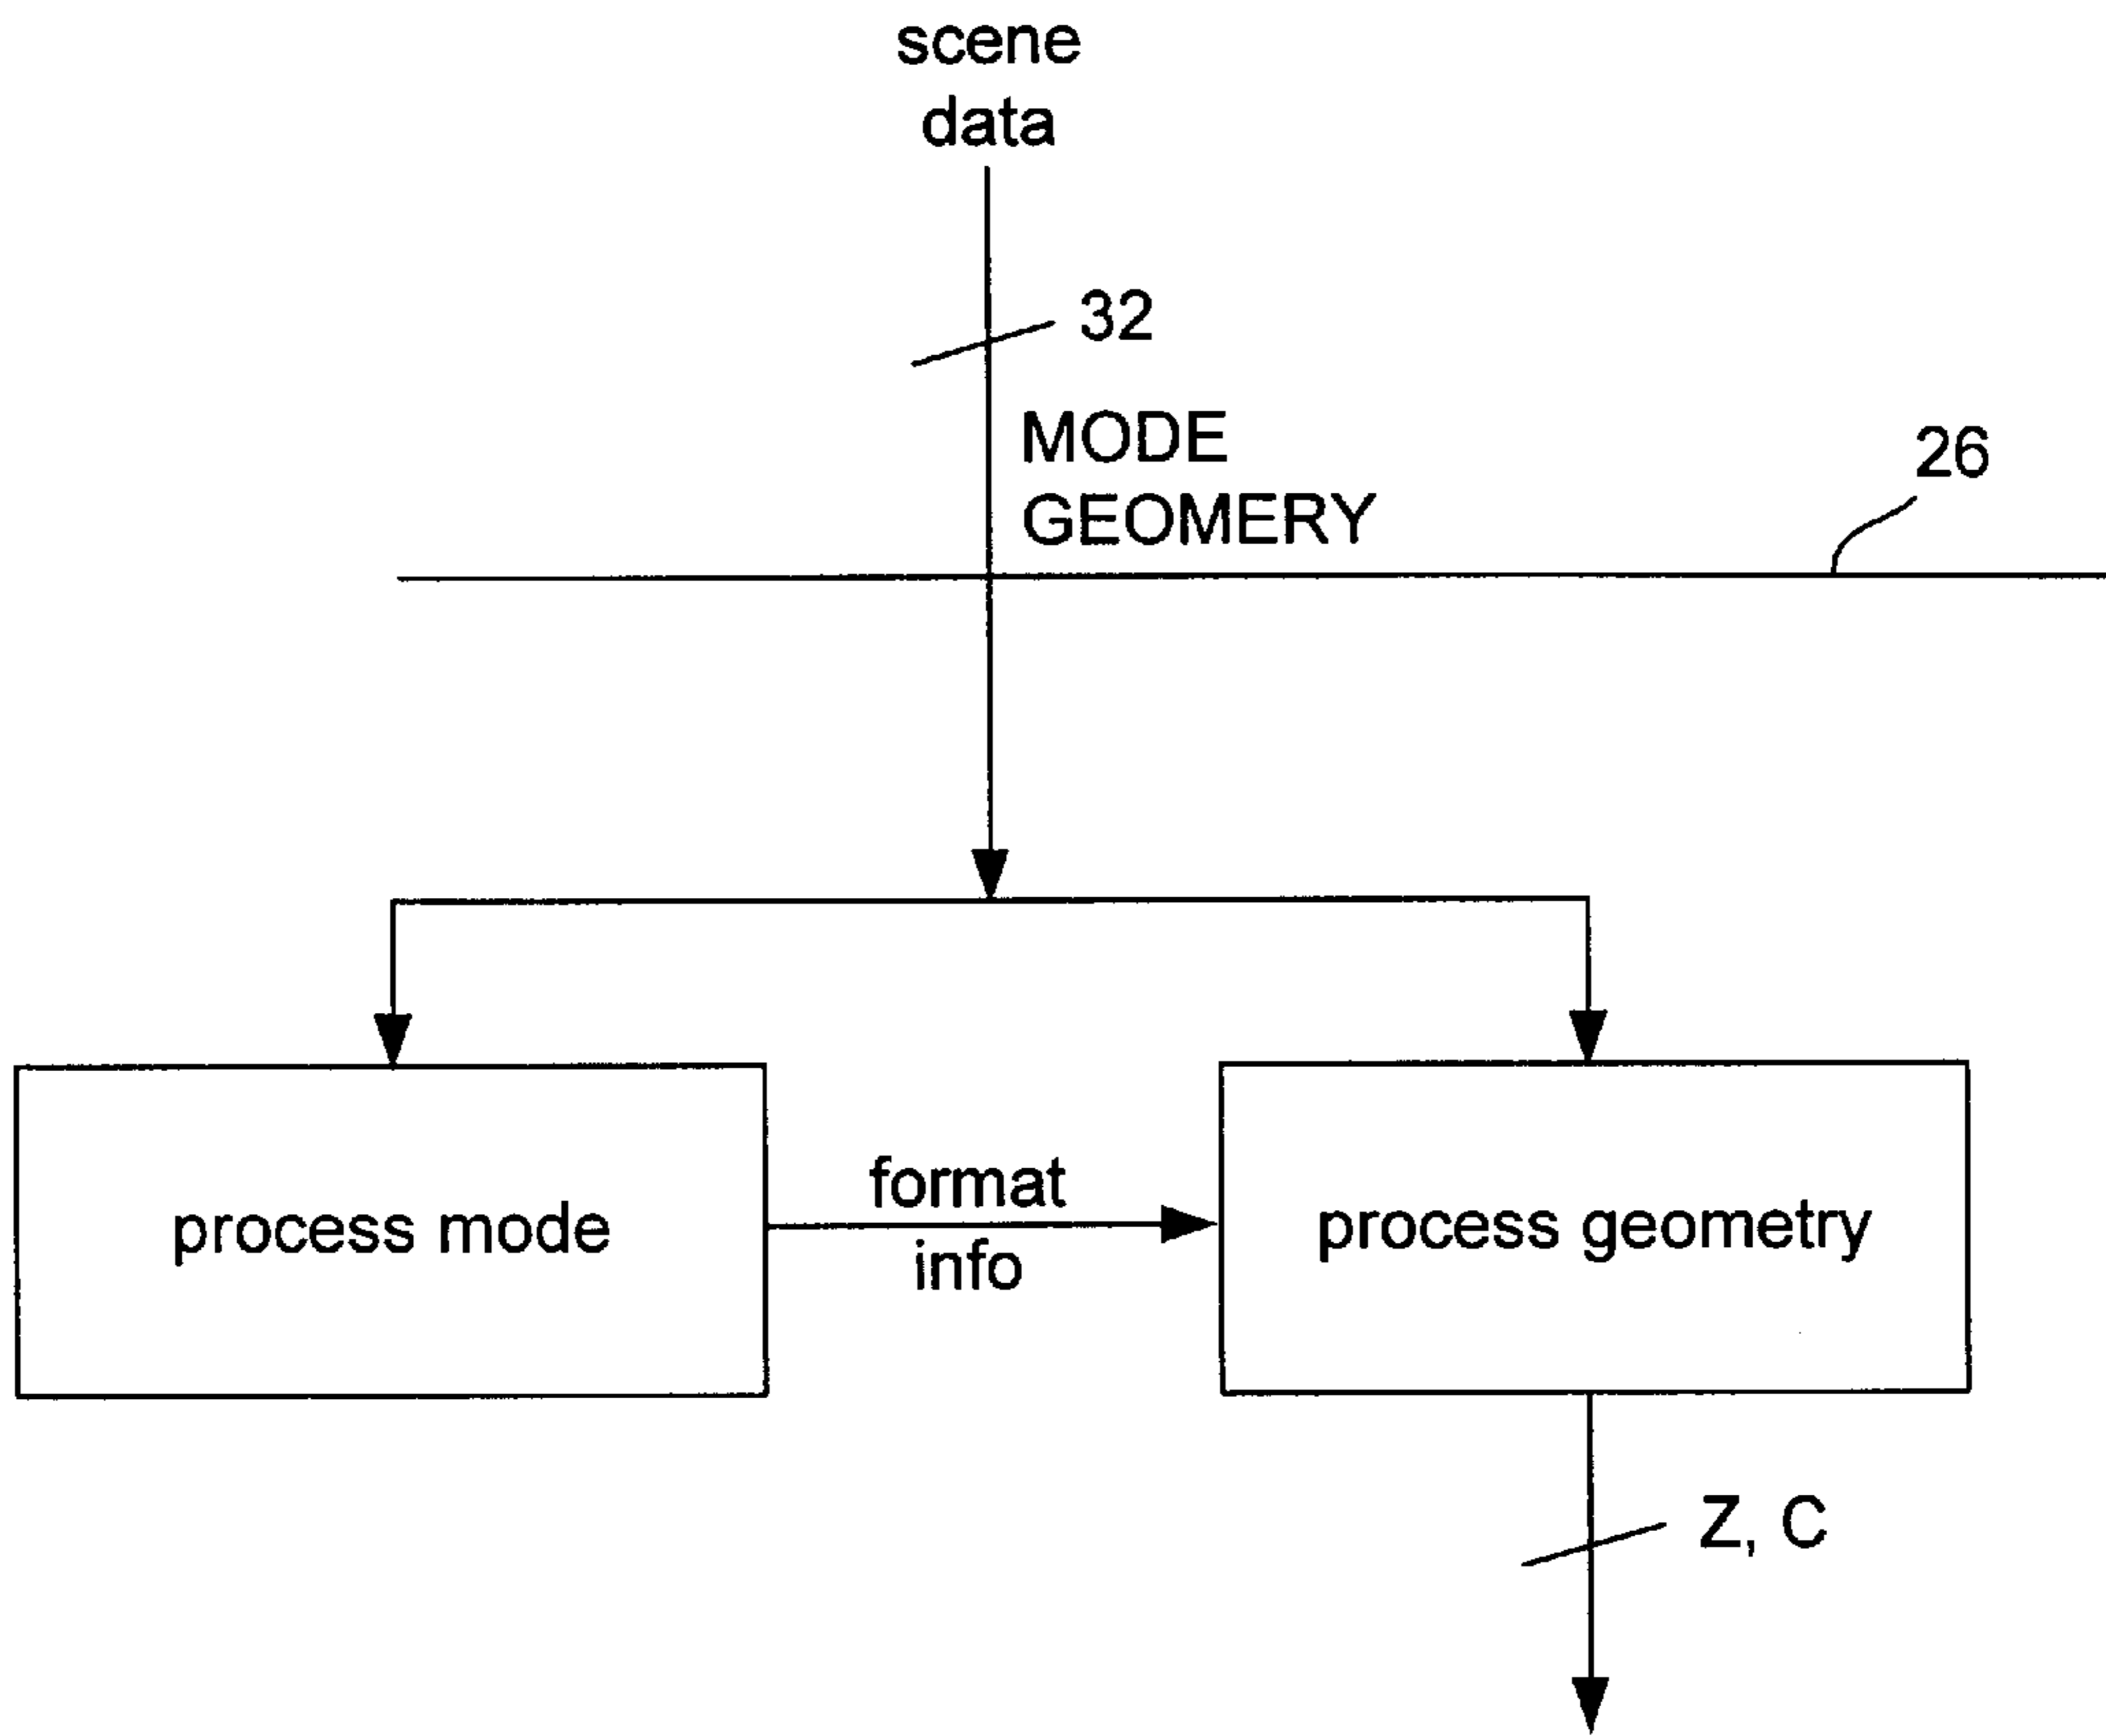 scene
data
32
MODE
GEOMERY
26
process mode
format
info
process geometry
Z, C